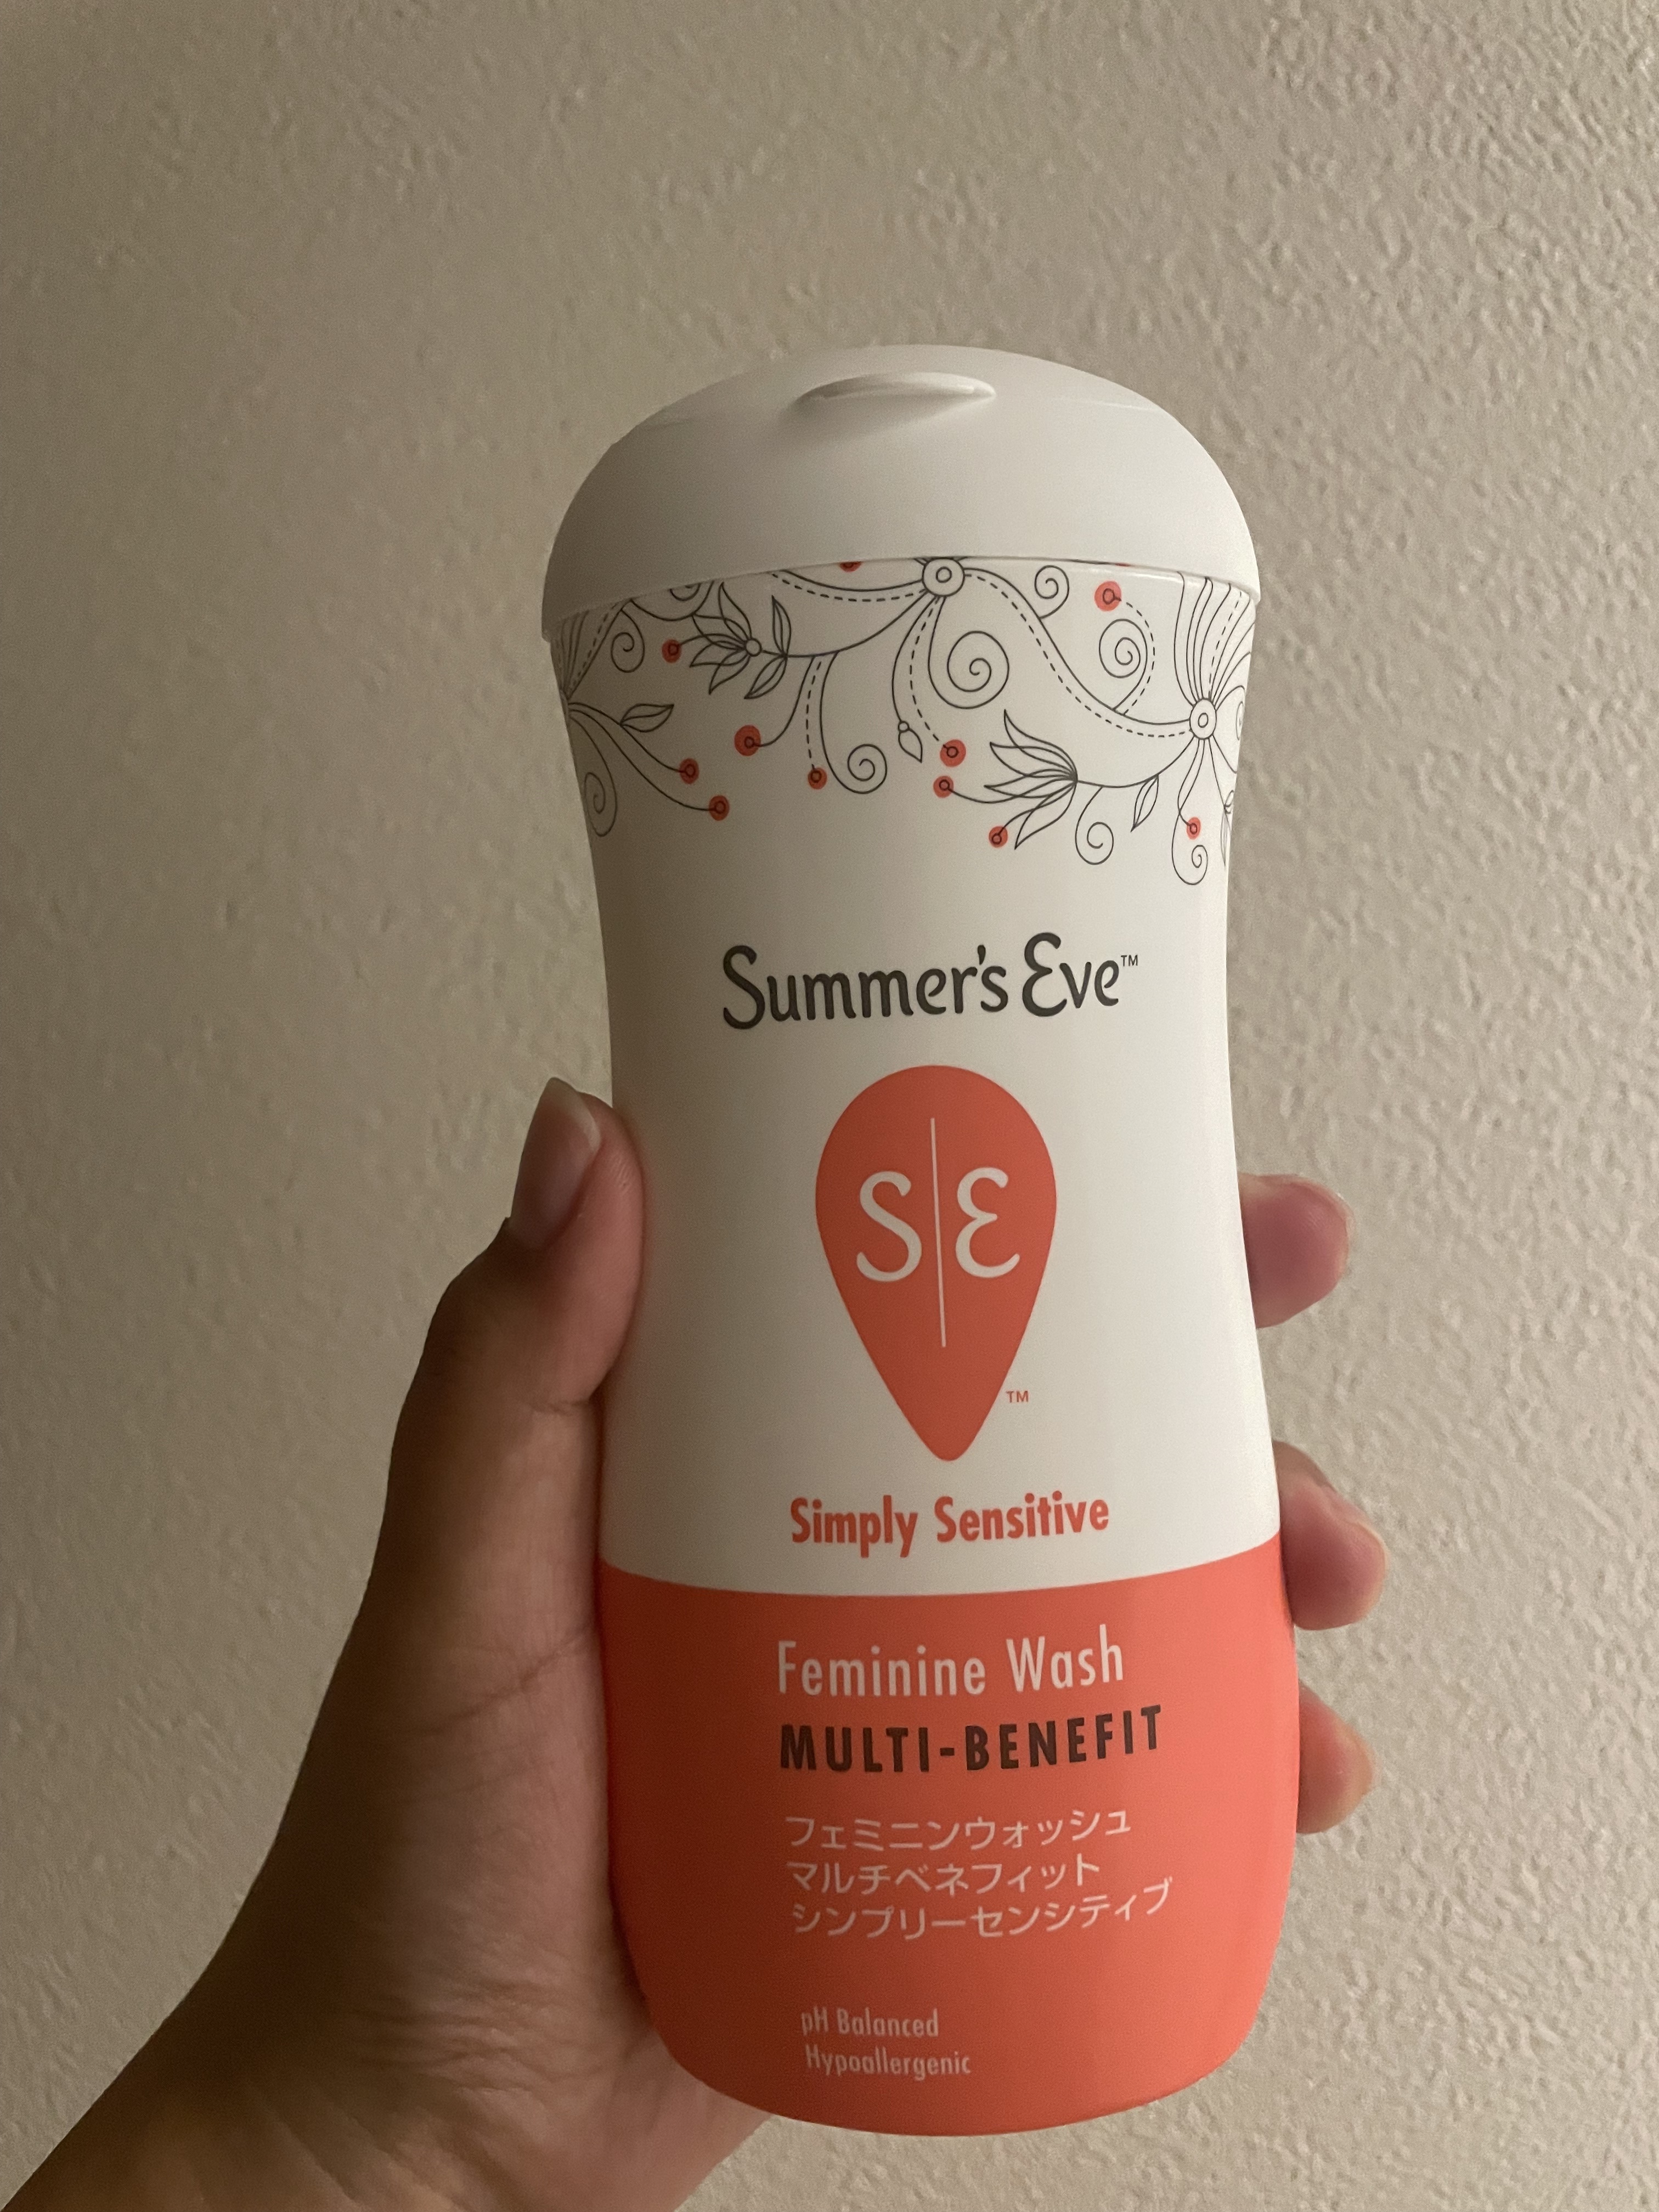 Summer's Eve™
S|E
™
Simply Sensitive
Feminine Wash
MULTI-BENEFIT
フェミニンウォッシュ
マルチベネフィット
シンプリーセンシティブ
pH Balanced
Hypoallergenic